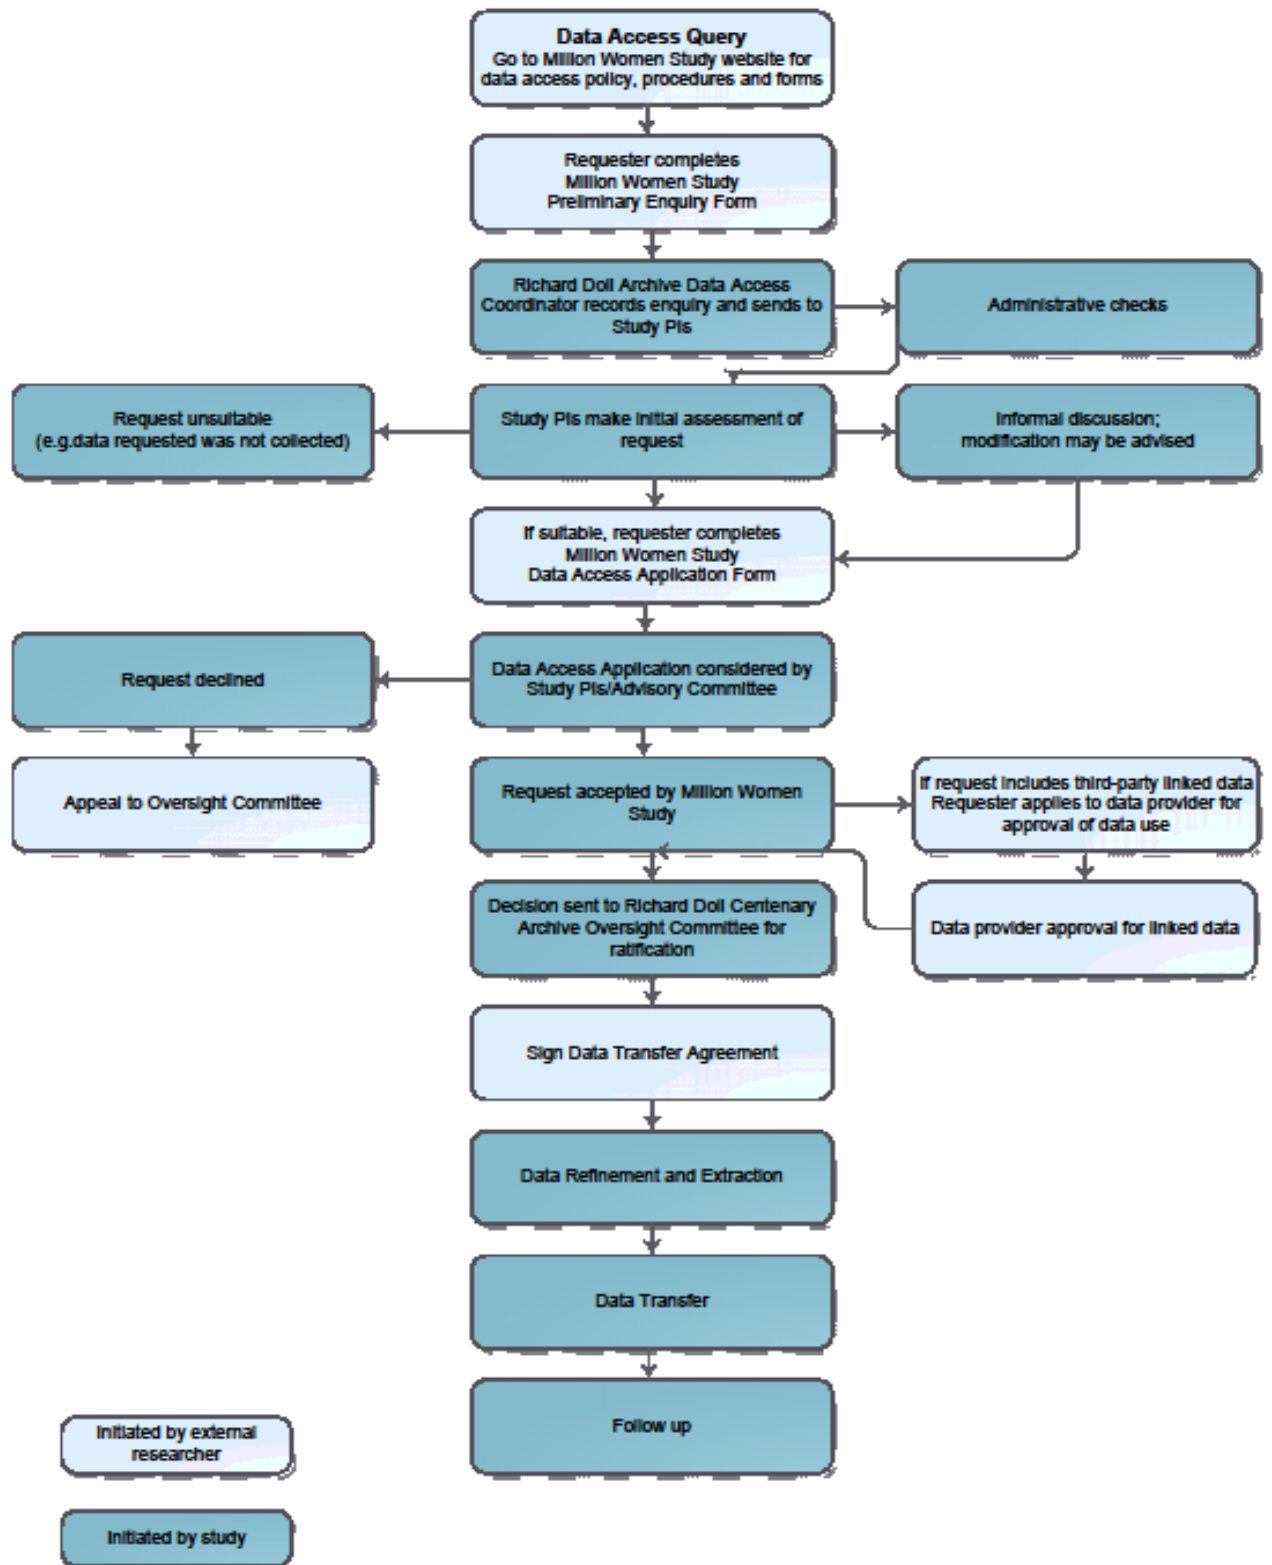 Data Access Query
Go to Million Women Study website for
data access policy, procedures and forms
Requester completes
Million Women Study
Preliminary Enquiry Form
Richard Doll Archive Data Access
Coordinator records enquiry and sends to
Study PIs
Administrative checks
Request unsuitable
(e.g.data requested was not collected)
Study PIs make initial assessment of
request
Informal discussion;
modification may be advised
If suitable, requester completes
Million Women Study
Data Access Application Form
Request declined
Data Access Application considered by
Study PIs/Advisory Committee
Appeal to Oversight Committee
Request accepted by Million Women
Study
If request includes third-party linked data
Requester applies to data provider for
approval of data use
Decision sent to Richard Doll Centenary
Archive Oversight Committee for
ratification
Data provider approval for linked data
Sign Data Transfer Agreement
Data Refinement and Extraction
Data Transfer
Follow up
Initiated by external
researcher
Initiated by study